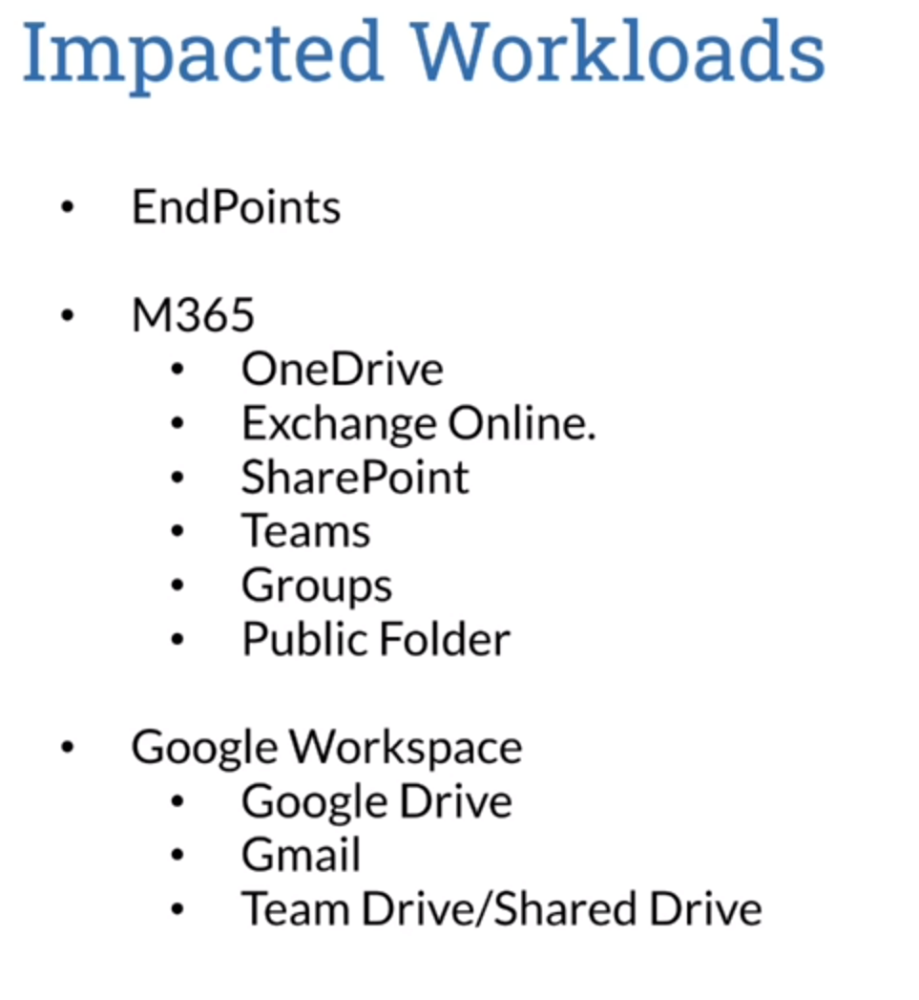 Impacted Workloads
• EndPoints
• M365
• OneDrive
• Exchange Online.
• SharePoint
• Teams
• Groups
• Public Folder
• Google Workspace
• Google Drive
• Gmail
• Team Drive/Shared Drive